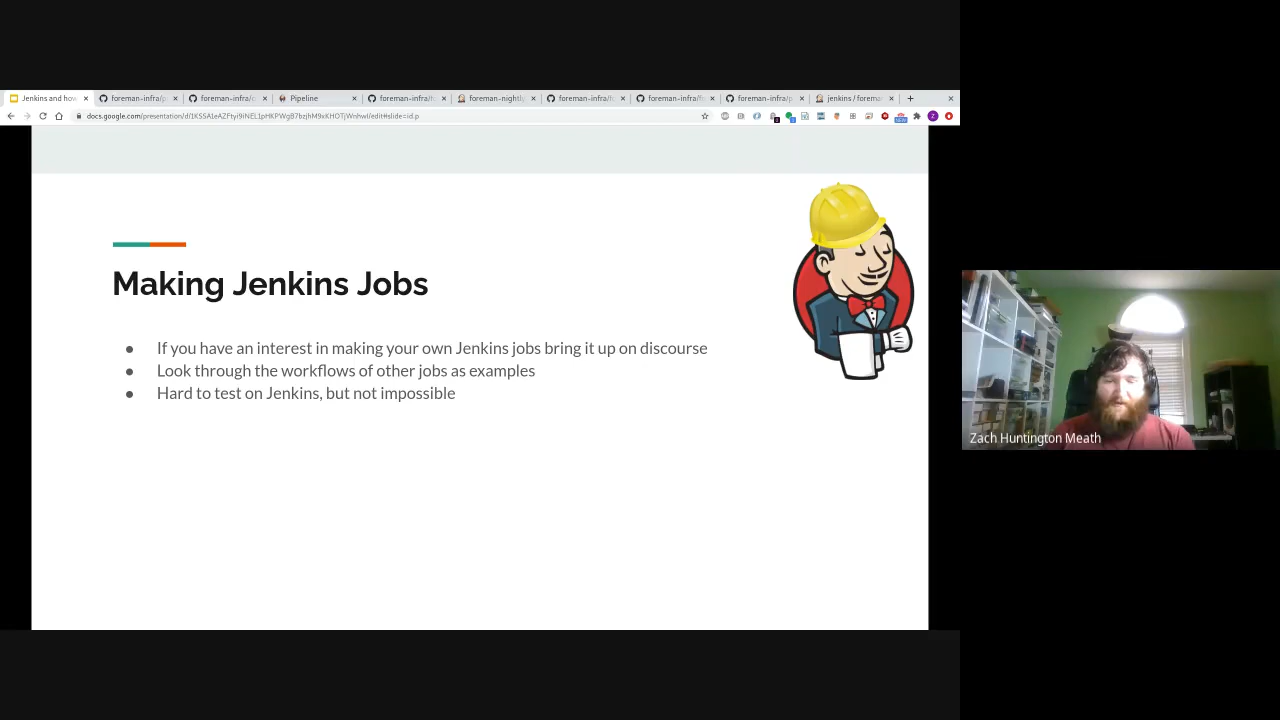 Jenkins and how
foreman-infra/p
foreman-infra/
Pipeline
foreman-infra/
foreman-nightly
foreman-infra/
foreman-infra/
foreman-infra/p
jenkins / forema
Making Jenkins Jobs
● If you have an interest in making your own Jenkins jobs bring it up on discourse
● Look through the workflows of other jobs as examples
● Hard to test on Jenkins, but not impossible
Zach Huntington Meath